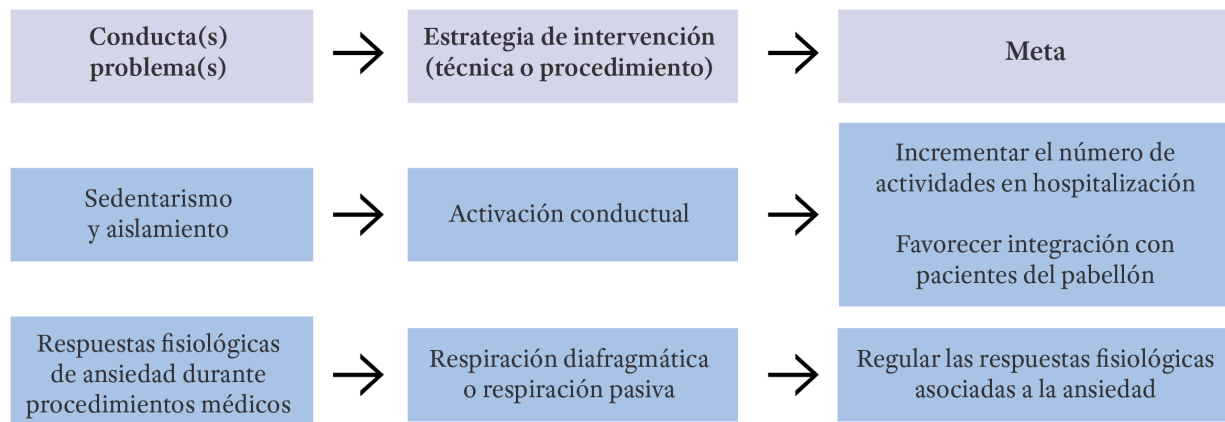 Conducta(s)
problema(s)
Estrategia de intervención
(técnica o procedimiento)
Meta
Sedentarismo
y aislamiento
Activación conductual
Incrementar el número de
actividades en hospitalización
Favorecer integración con
pacientes del pabellón
Respuestas fisiológicas
de ansiedad durante
procedimientos médicos
Respiración diafragmática
o respiración pasiva
Regular las respuestas fisiológicas
asociadas a la ansiedad